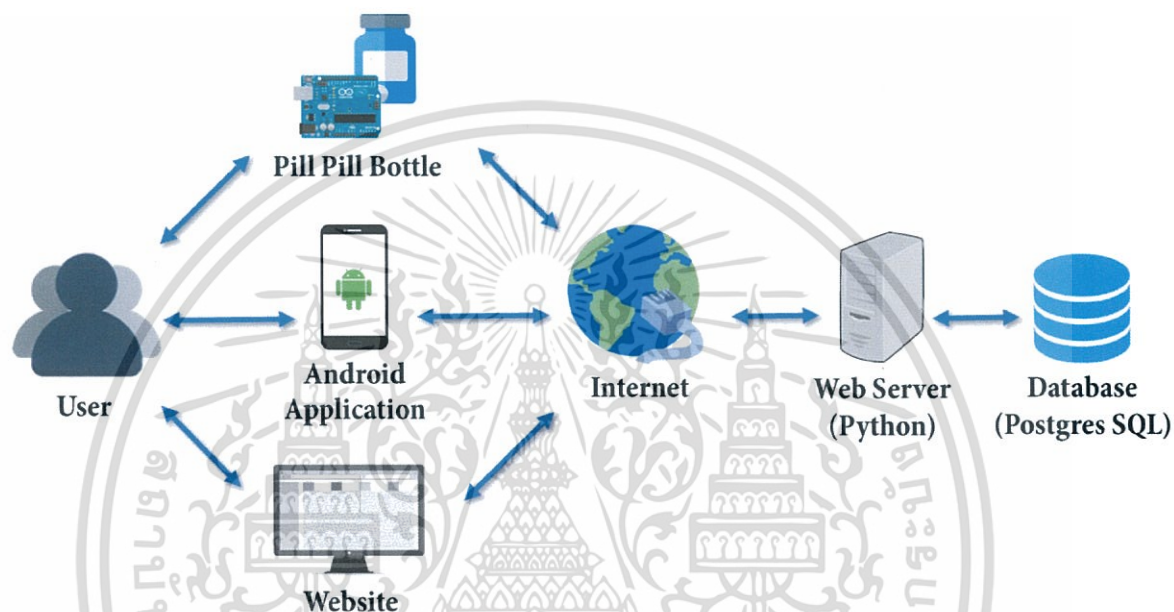 Pill Pill Bottle
User
Android
Application
Internet
Web Server
(Python)
Database
(Postgres SQL)
Website